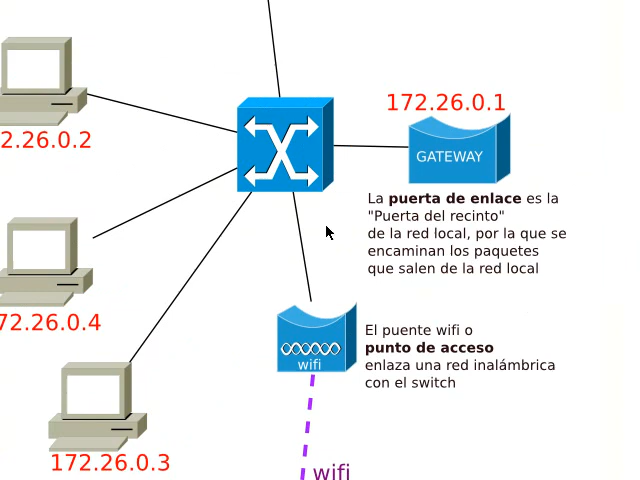 172.26.0.1
GATEWAY
2.26.0.2
La puerta de enlace es la
"Puerta del recinto"
de la red local, por la que se
encaminan los paquetes
que salen de la red local
72.26.0.4
El puente wifi o
punto de acceso
enlaza una red inalámbrica
con el switch
wifi
172.26.0.3
wifi